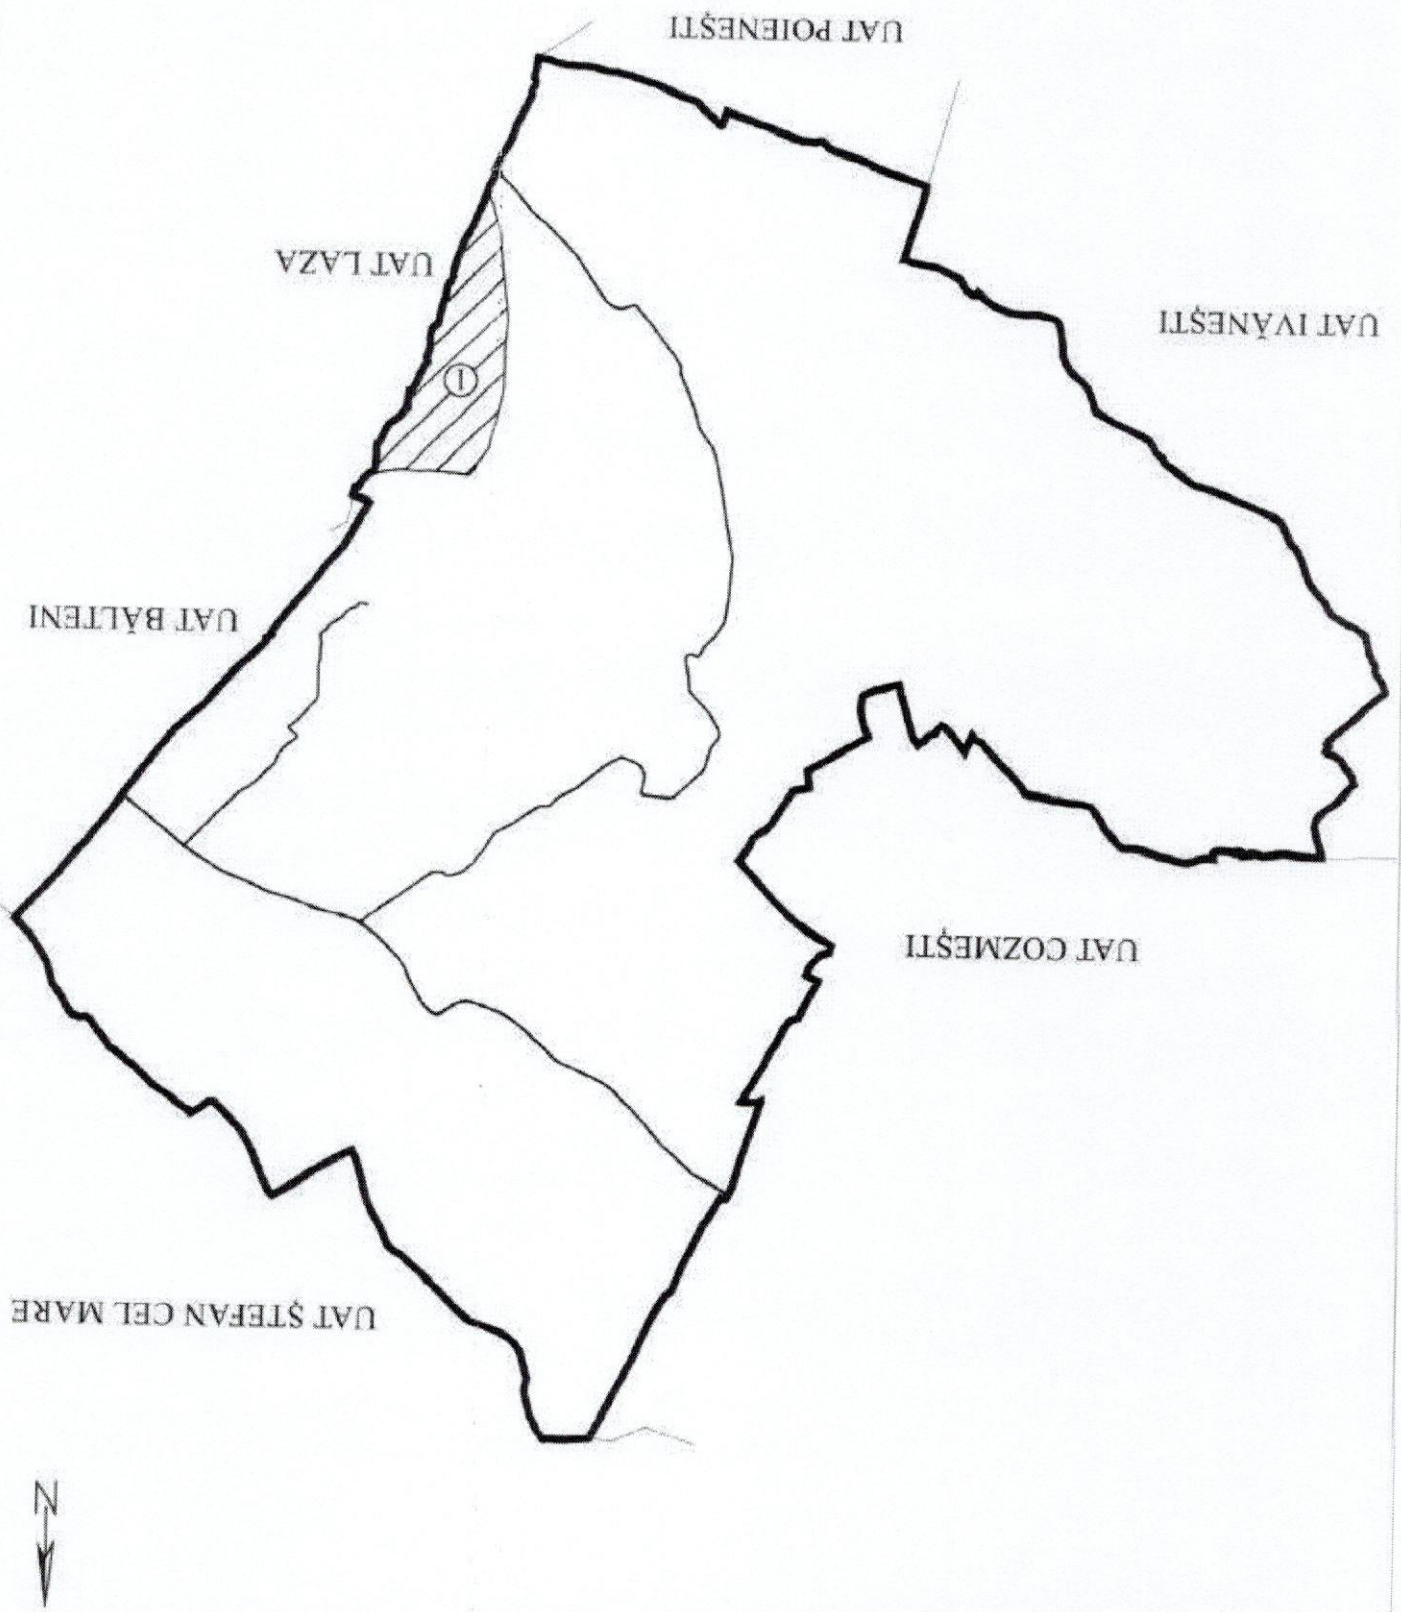 N
UAT ŞTEFAN CEL MARE
UAT COZMEŞTI
UAT BĂLTENI
UAT IVĂNEŞTI
1
UAT LAZA
UAT POIENEŞTI